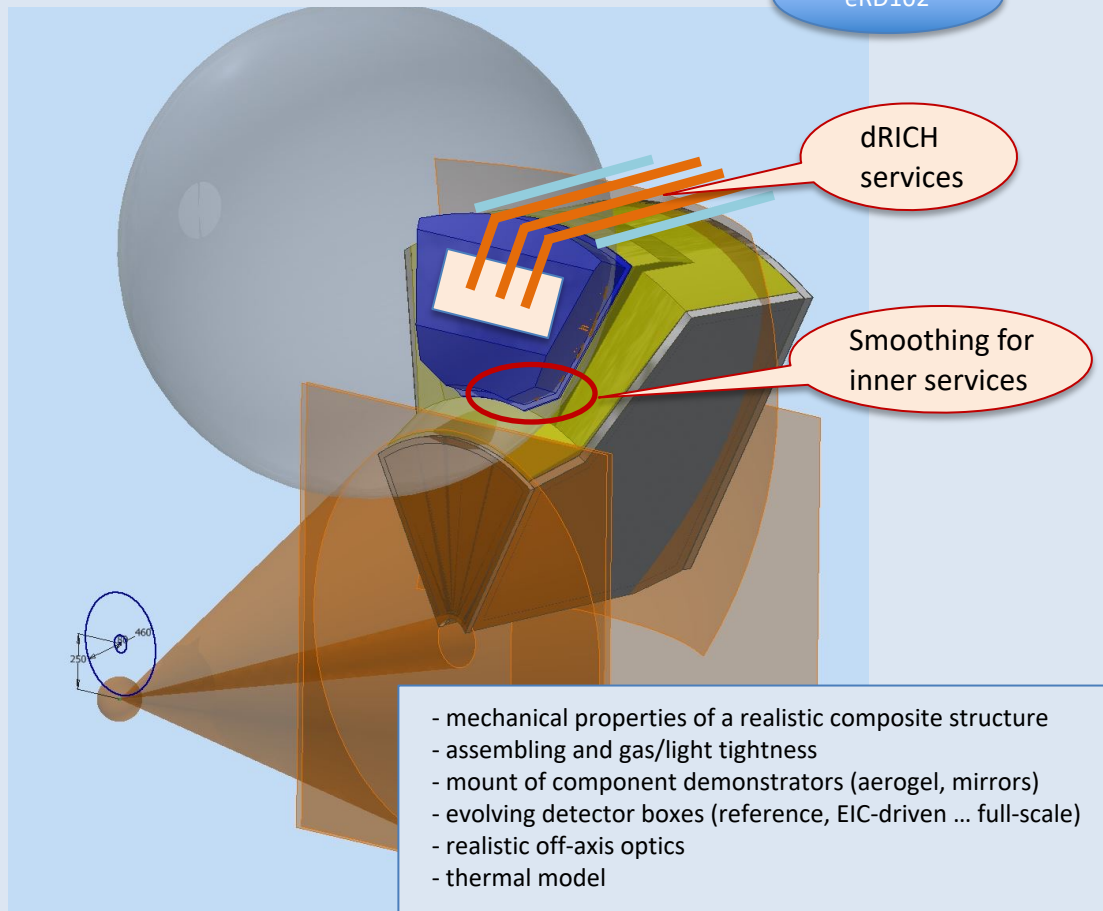 eRD102
dRICH
services
Smoothing for
inner services
460
250
- mechanical properties of a realistic composite structure
- assembling and gas/light tightness
- mount of component demonstrators (aerogel, mirrors)
- evolving detector boxes (reference, EIC-driven … full-scale)
- realistic off-axis optics
- thermal model